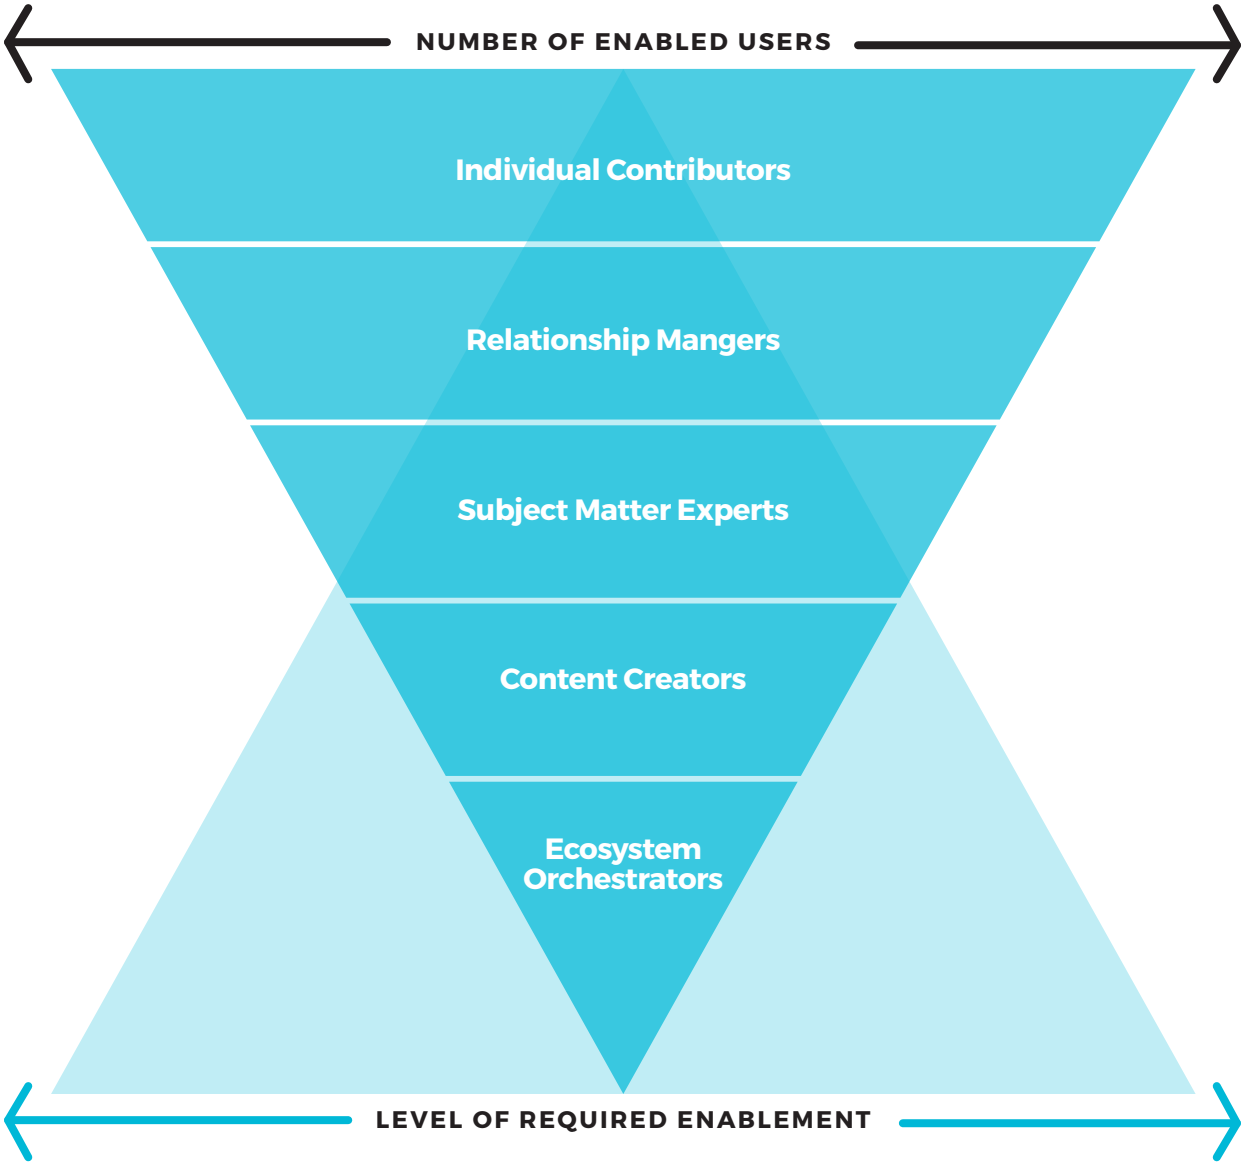 NUMBER OF ENABLED USERS
Individual Contributors
Relationship Mangers
Subject Matter Experts
Content Creators
Ecosystem
Orchestrators
LEVEL OF REQUIRED ENABLEMENT